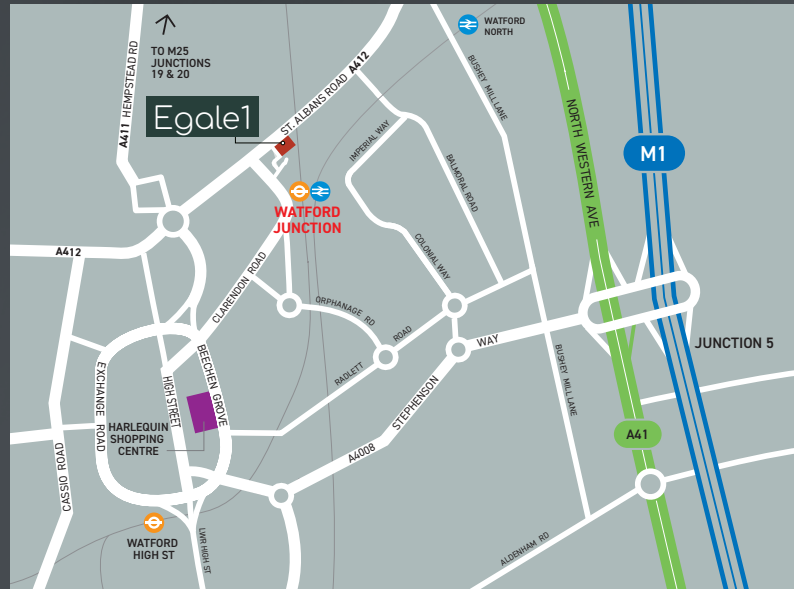 WATFORD
NORTH
TO M25
JUNCTIONS
19 & 20
A411 HEMPSTEAD RD
Egale1
ST. ALBANS ROAD A412
IMPERIAL WAY
BUSHEY MILL LANE
NORTH WESTERN AVE
M1
BALMORAL ROAD
WATFORD
JUNCTION
A412
CLARENDON ROAD
COLONIAL WAY
ORPHANAGE RD
RADLETT ROAD
STEPHENSON WAY
JUNCTION 5
BUSHEY MILL LANE
EXCHANGE ROAD
HIGH STREET
BEECHEN GROVE
HARLEQUIN
SHOPPING
CENTRE
A41
A4008
CASSIO ROAD
WATFORD
HIGH ST
LWR HIGH ST
ALDENHAM RD